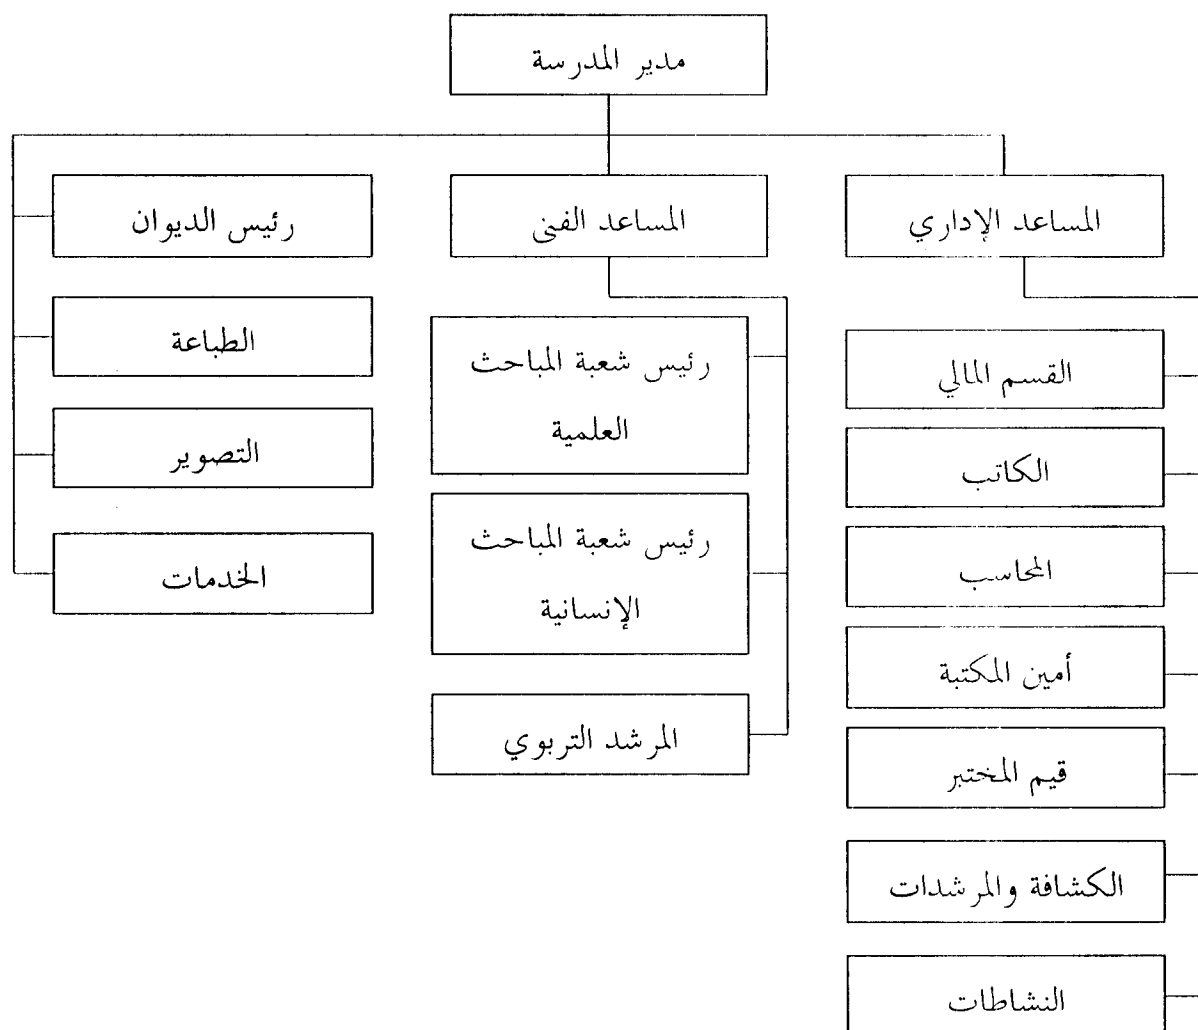 مدير المدرسة
المساعد الإداري
المساعد الفنى
رئيس الديوان
القسم المالي
الكاتب
المحاسب
أمين المكتبة
قيم المختبر
الكشافة والمرشدات
النشاطات
رئيس شعبة المباحث
العلمية
رئيس شعبة المباحث
الإنسانية
المرشد التربوي
الطباعة
التصوير
الخدمات